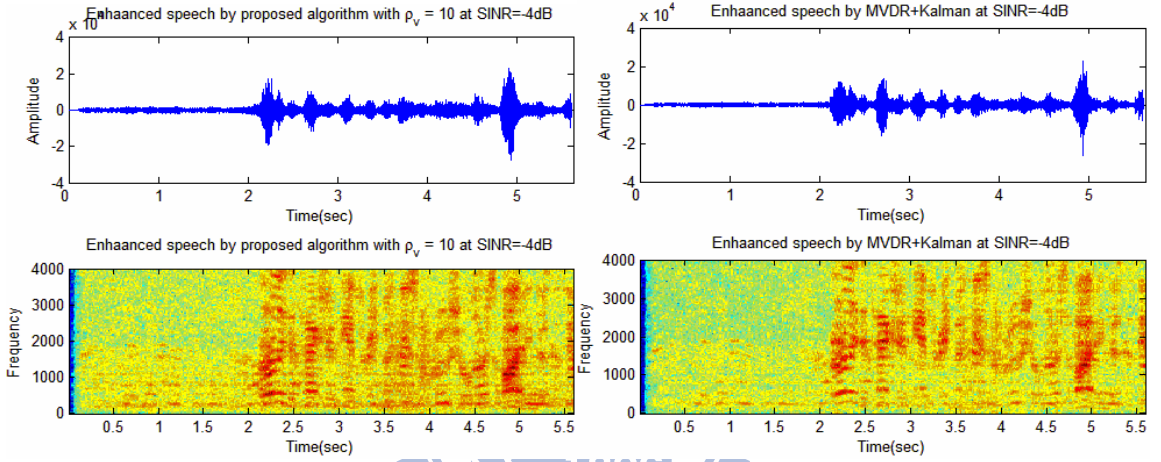 Enhaanced speech by proposed algorithm with ρv = 10 at SINR=-4dB
x 10^4
Amplitude
4
2
0
-2
-4
0 1 2 3 4 5
Time(sec)
Enhaanced speech by MVDR+Kalman at SINR=-4dB
x 10^4
Amplitude
4
2
0
-2
-4
0 1 2 3 4 5
Time(sec)
Enhaanced speech by proposed algorithm with ρv = 10 at SINR=-4dB
Frequency
4000
3000
2000
1000
0
0.5 1 1.5 2 2.5 3 3.5 4 4.5 5 5.5
Time(sec)
Enhaanced speech by MVDR+Kalman at SINR=-4dB
Frequency
4000
3000
2000
1000
0
0.5 1 1.5 2 2.5 3 3.5 4 4.5 5 5.5
Time(sec)